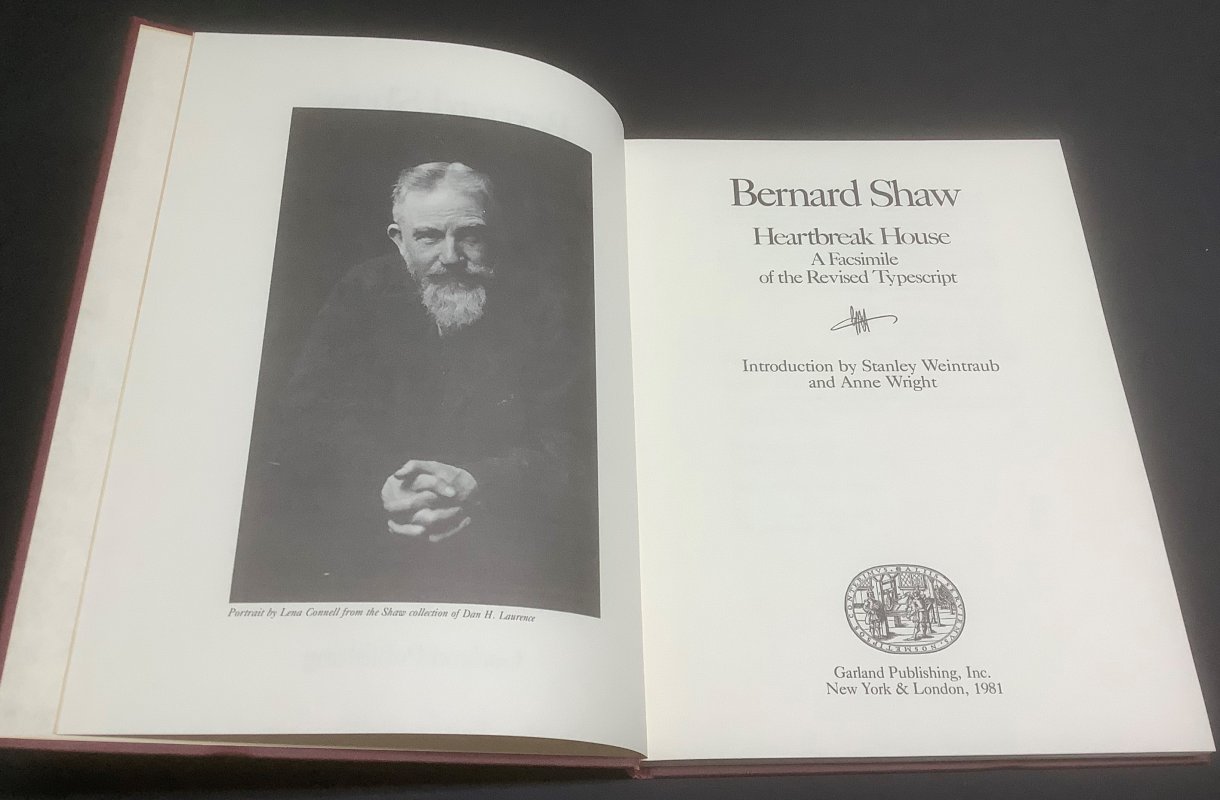 Portrait by Lena Connell from the Shaw collection of Dan H. Laurence
Bernard Shaw
Heartbreak House
A Facsimile
of the Revised Typescript
Introduction by Stanley Weintraub
and Anne Wright
Garland Publishing, Inc.
New York & London, 1981